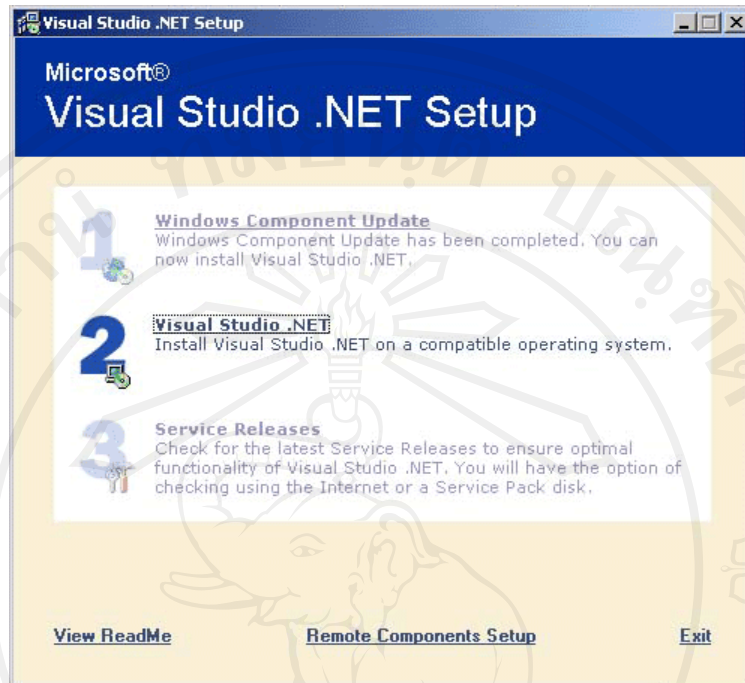 Visual Studio .NET Setup
Microsoft®
Visual Studio .NET Setup
1
Windows Component Update
Windows Component Update has been completed. You can
now install Visual Studio .NET.
2
Visual Studio .NET
Install Visual Studio .NET on a compatible operating system.
3
Service Releases
Check for the latest Service Releases to ensure optimal
functionality of Visual Studio .NET. You will have the option of
checking using the Internet or a Service Pack disk.
View ReadMe
Remote Components Setup
Exit